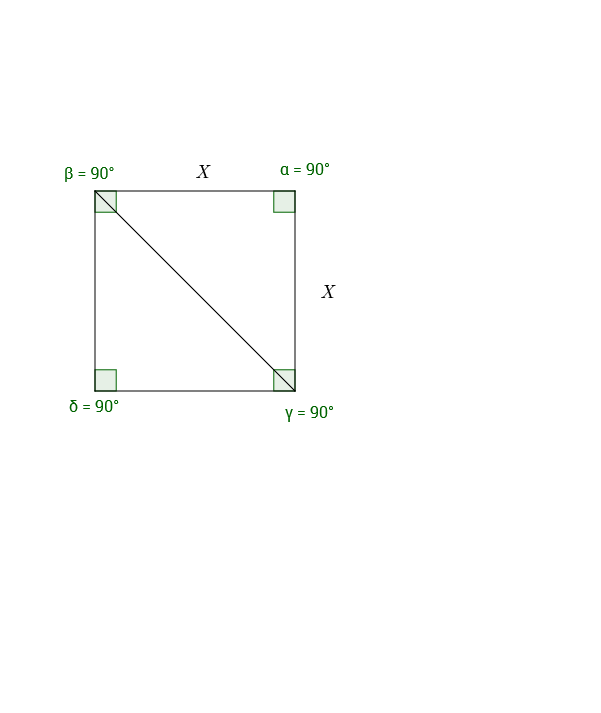 β = 90°
X
α = 90°
X
δ = 90°
γ = 90°